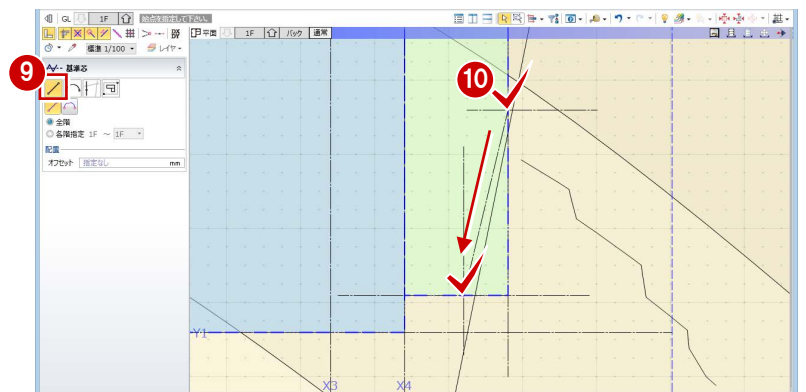 GL 1F 始点を指定して下さい。
平面 1F バック 通常
標準 1/100 レイヤー
9
基準芯
10
全階
各階指定 1F ～ 1F
配置
オフセット 指定なし mm
Y1
X3 X4